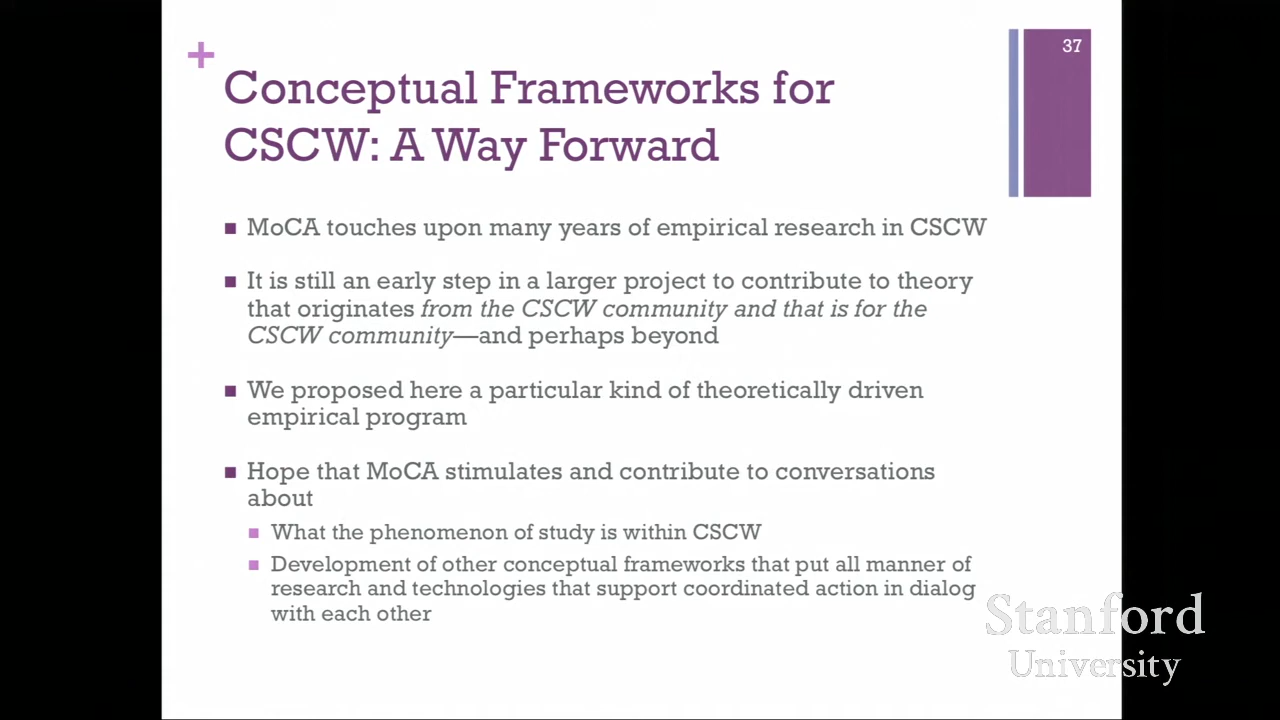 +
37
Conceptual Frameworks for
CSCW: A Way Forward
MoCA touches upon many years of empirical research in CSCW
It is still an early step in a larger project to contribute to theory
that originates from the CSCW community and that is for the
CSCW community—and perhaps beyond
We proposed here a particular kind of theoretically driven
empirical program
Hope that MoCA stimulates and contribute to conversations
about
What the phenomenon of study is within CSCW
Development of other conceptual frameworks that put all manner of
research and technologies that support coordinated action in dialog
with each other
Stanford
University